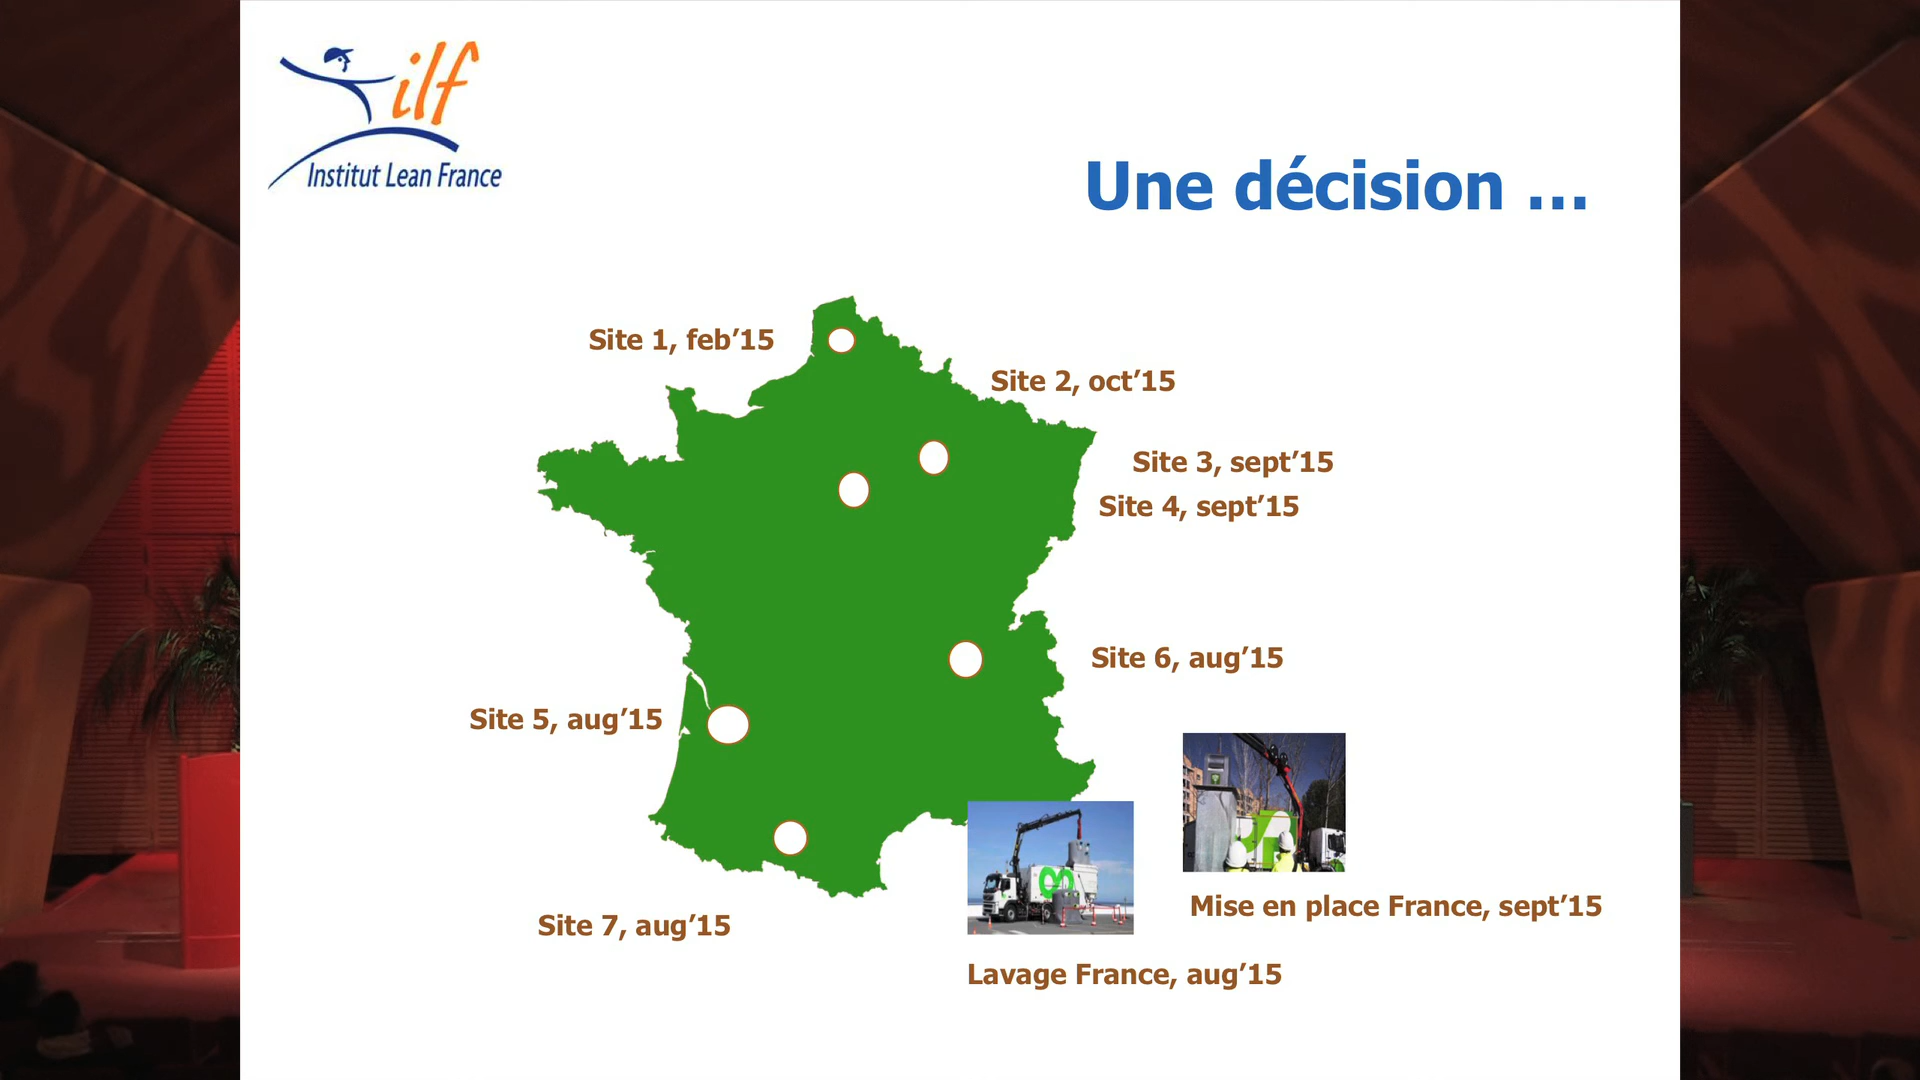 ilf
Institut Lean France
Une décision ...
Site 1, feb’15
Site 2, oct’15
Site 3, sept’15
Site 4, sept’15
Site 6, aug’15
Site 5, aug’15
Mise en place France, sept’15
Site 7, aug’15
Lavage France, aug’15